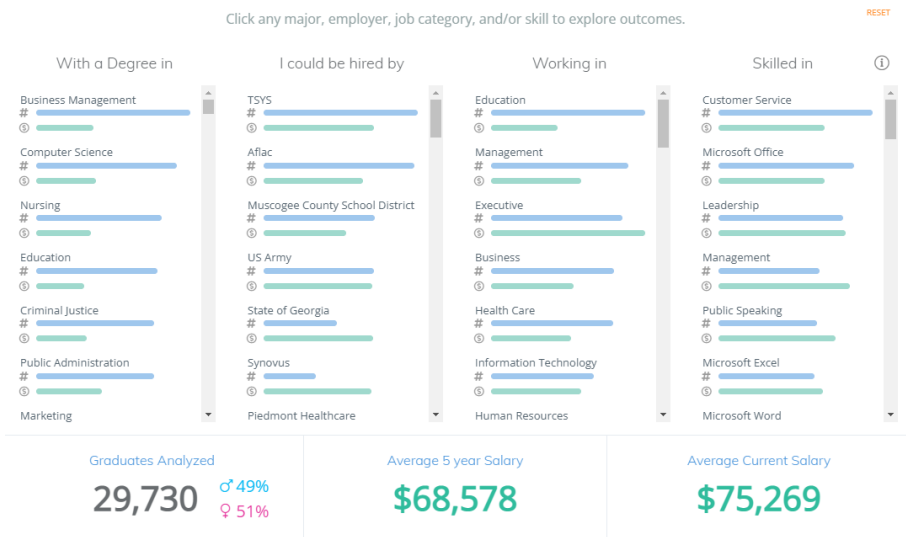 Click any major, employer, job category, and/or skill to explore outcomes.
RESET
With a Degree in
Business Management
#
$
Computer Science
#
$
Nursing
#
$
Education
#
$
Criminal Justice
#
$
Public Administration
#
$
Marketing
I could be hired by
TSYS
#
$
Aflac
#
$
Muscogee County School District
#
$
US Army
#
$
State of Georgia
#
$
Synovus
#
$
Piedmont Healthcare
Working in
Education
#
$
Management
#
$
Executive
#
$
Business
#
$
Health Care
#
$
Information Technology
#
$
Human Resources
Skilled in
Customer Service
#
$
Microsoft Office
#
$
Leadership
#
$
Management
#
$
Public Speaking
#
$
Microsoft Excel
#
$
Microsoft Word
Graduates Analyzed
29,730
♂ 49%
♀ 51%
Average 5 year Salary
$68,578
Average Current Salary
$75,269